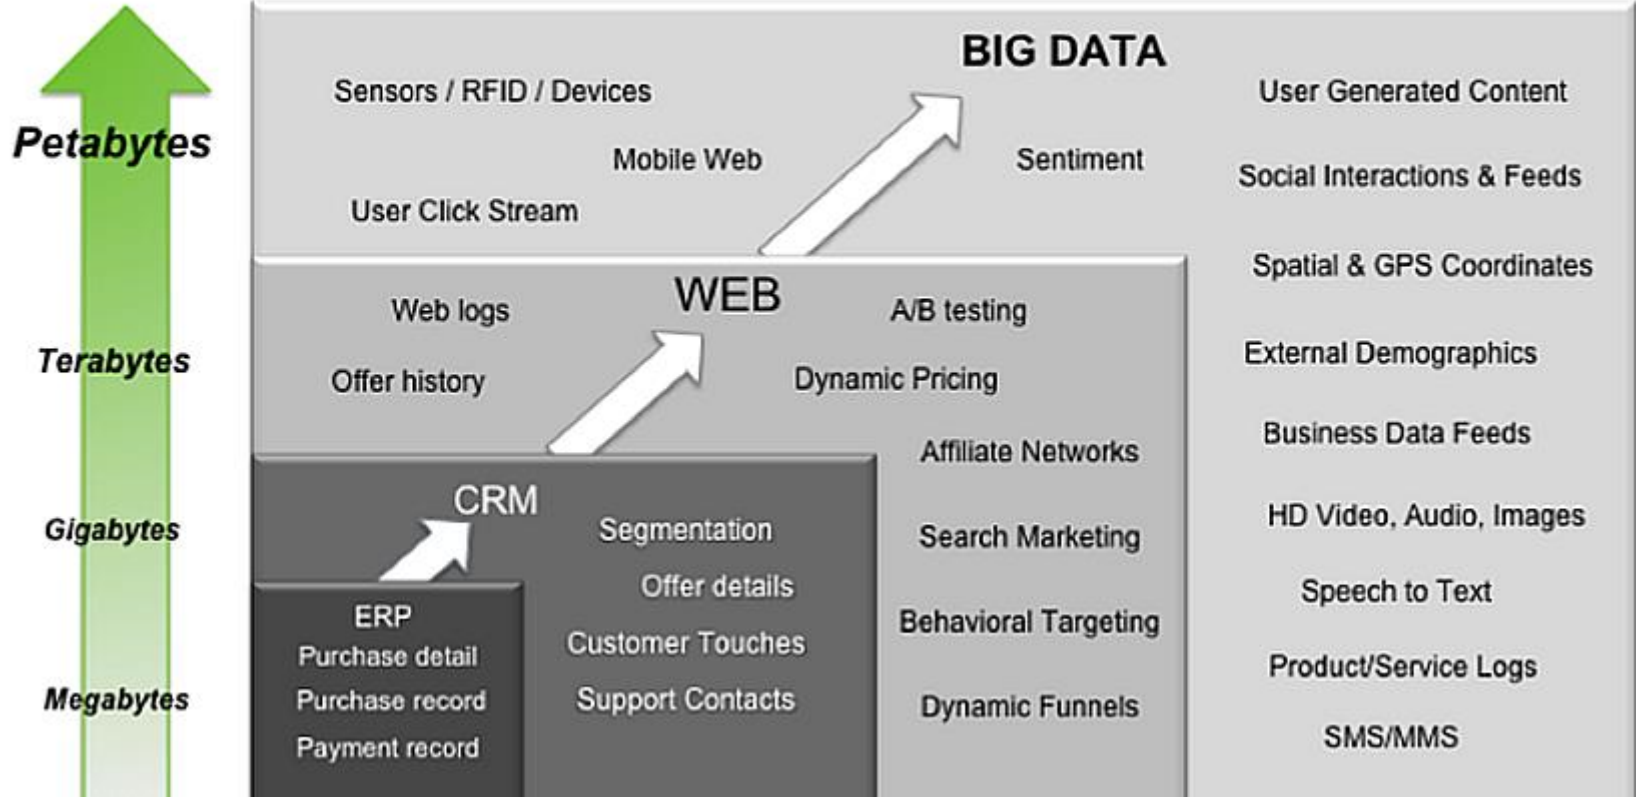 Petabytes
Terabytes
Gigabytes
Megabytes
BIG DATA
Sensors / RFID / Devices
Mobile Web
User Click Stream
Sentiment
User Generated Content
Social Interactions & Feeds
Spatial & GPS Coordinates
External Demographics
Business Data Feeds
HD Video, Audio, Images
Speech to Text
Product/Service Logs
SMS/MMS
WEB
Web logs
Offer history
A/B testing
Dynamic Pricing
Affiliate Networks
Search Marketing
Behavioral Targeting
Dynamic Funnels
CRM
Segmentation
Offer details
Customer Touches
Support Contacts
ERP
Purchase detail
Purchase record
Payment record